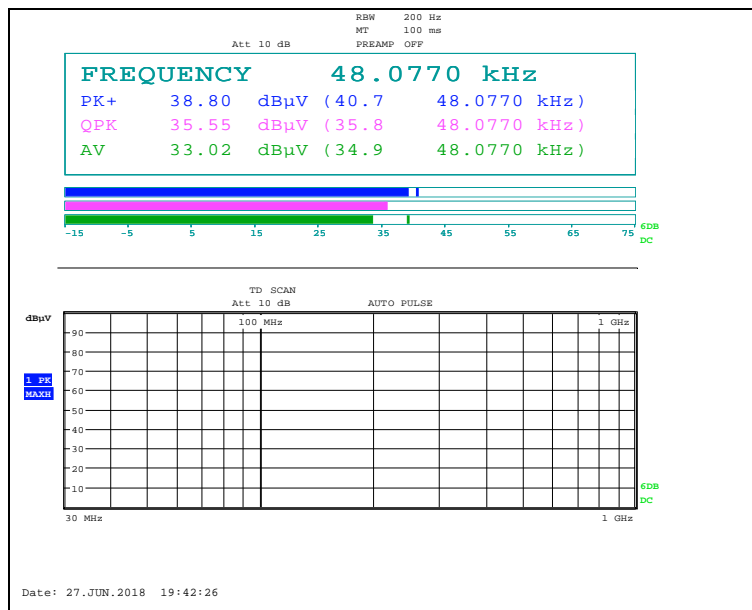 RBW 200 Hz
MT 100 ms
Att 10 dB PREAMP OFF
FREQUENCY 48.0770 kHz
PK+ 38.80 dBµV (40.7 48.0770 kHz)
QPK 35.55 dBµV (35.8 48.0770 kHz)
AV 33.02 dBµV (34.9 48.0770 kHz)
-15 -5 5 15 25 35 45 55 65 75
6DB
DC
TD SCAN
Att 10 dB AUTO PULSE
dBµV
100 MHz 1 GHz
90
80
70
1 PK
MAXH
60
50
40
30
20
10
6DB
DC
30 MHz 1 GHz
Date: 27.JUN.2018 19:42:26